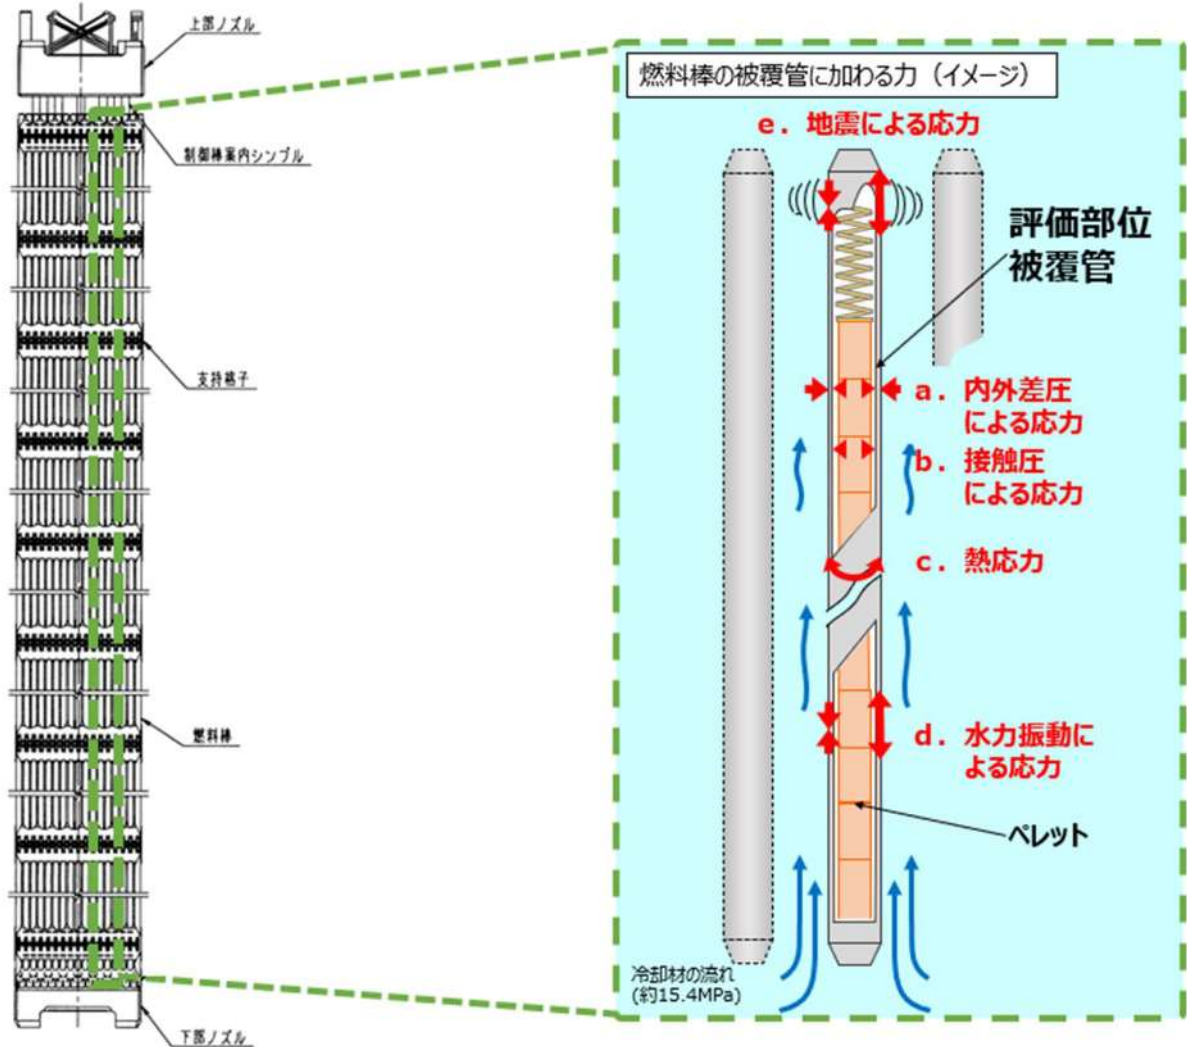 上部ノズル
制御棒案内シンブル
支持格子
燃料棒
下部ノズル
燃料棒の被覆管に加わる力（イメージ）
e．地震による応力
評価部位
被覆管
a．内外差圧
による応力
b．接触圧
による応力
c．熱応力
d．水力振動に
よる応力
ペレット
冷却材の流れ
(約15.4MPa)